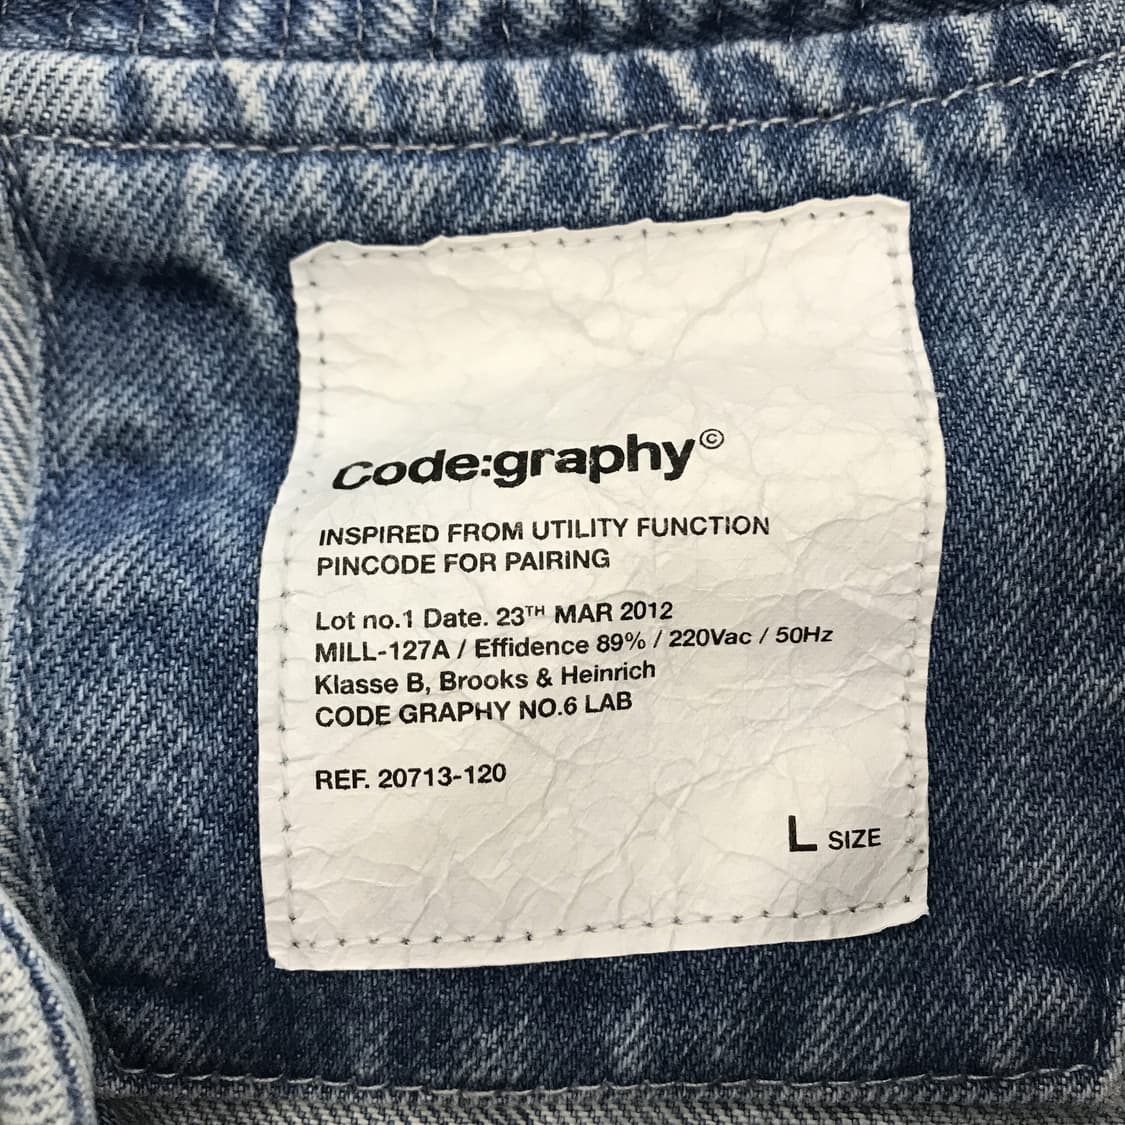 code:graphy©
INSPIRED FROM UTILITY FUNCTION
PINCODE FOR PAIRING
Lot no.1 Date. 23TH MAR 2012
MILL-127A / Effidence 89% / 220Vac / 50Hz
Klasse B, Brooks & Heinrich
CODE GRAPHY NO.6 LAB
REF. 20713-120
L SIZE